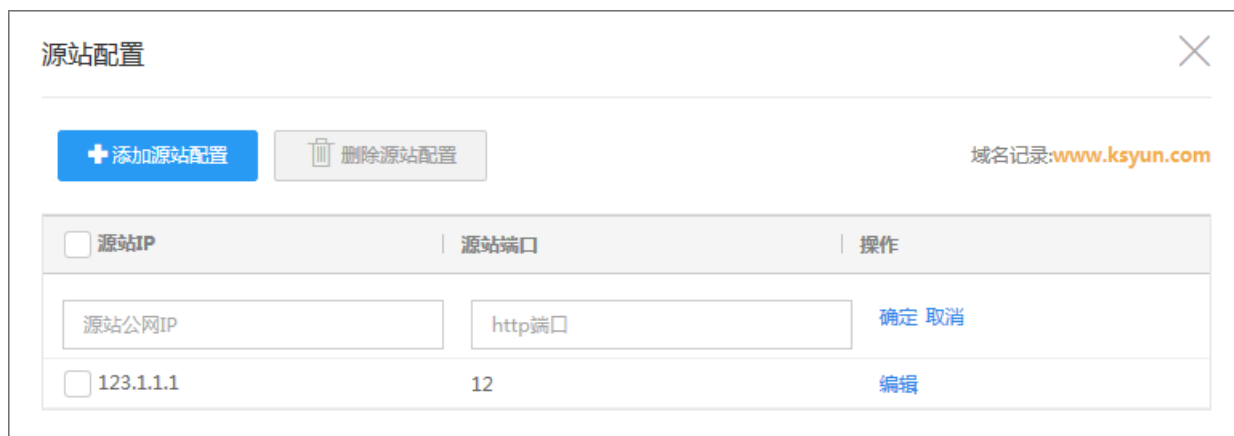 源站配置
添加源站配置 删除源站配置 域名记录:www.ksyun.com
源站IP 源站端口 操作
源站公网IP http端口 确定 取消
123.1.1.1 12 编辑